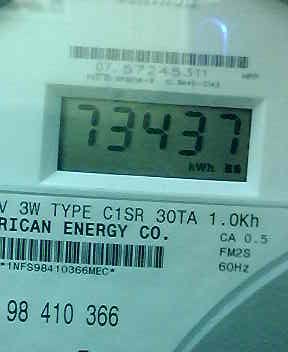 07.57245311
73437
kWh
V 3W TYPE C1SR 30TA 1.0Kh
RICAN ENERGY CO.
CA 0.5
FM2S
60Hz
*1NFS98410366MEC*
98 410 366